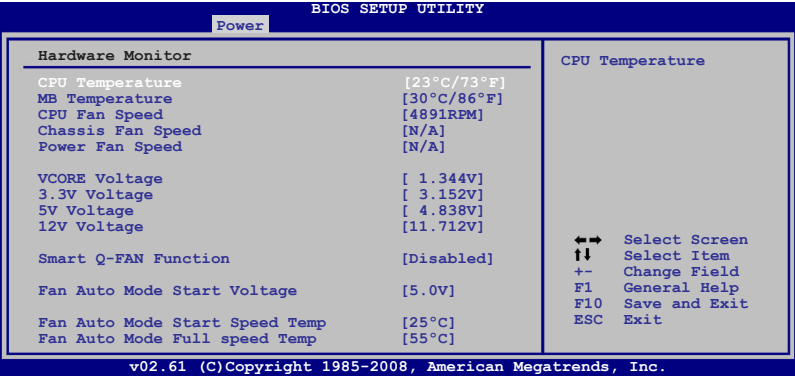 BIOS SETUP UTILITY
Power
Hardware Monitor
CPU Temperature [23°C/73°F]
MB Temperature [30°C/86°F]
CPU Fan Speed [4891RPM]
Chassis Fan Speed [N/A]
Power Fan Speed [N/A]
VCORE Voltage [ 1.344V]
3.3V Voltage [ 3.152V]
5V Voltage [ 4.838V]
12V Voltage [11.712V]
Smart Q-FAN Function [Disabled]
Fan Auto Mode Start Voltage [5.0V]
Fan Auto Mode Start Speed Temp [25°C]
Fan Auto Mode Full speed Temp [55°C]
CPU Temperature
←→ Select Screen
↑↓ Select Item
+- Change Field
F1 General Help
F10 Save and Exit
ESC Exit
v02.61 (C)Copyright 1985-2008, American Megatrends, Inc.